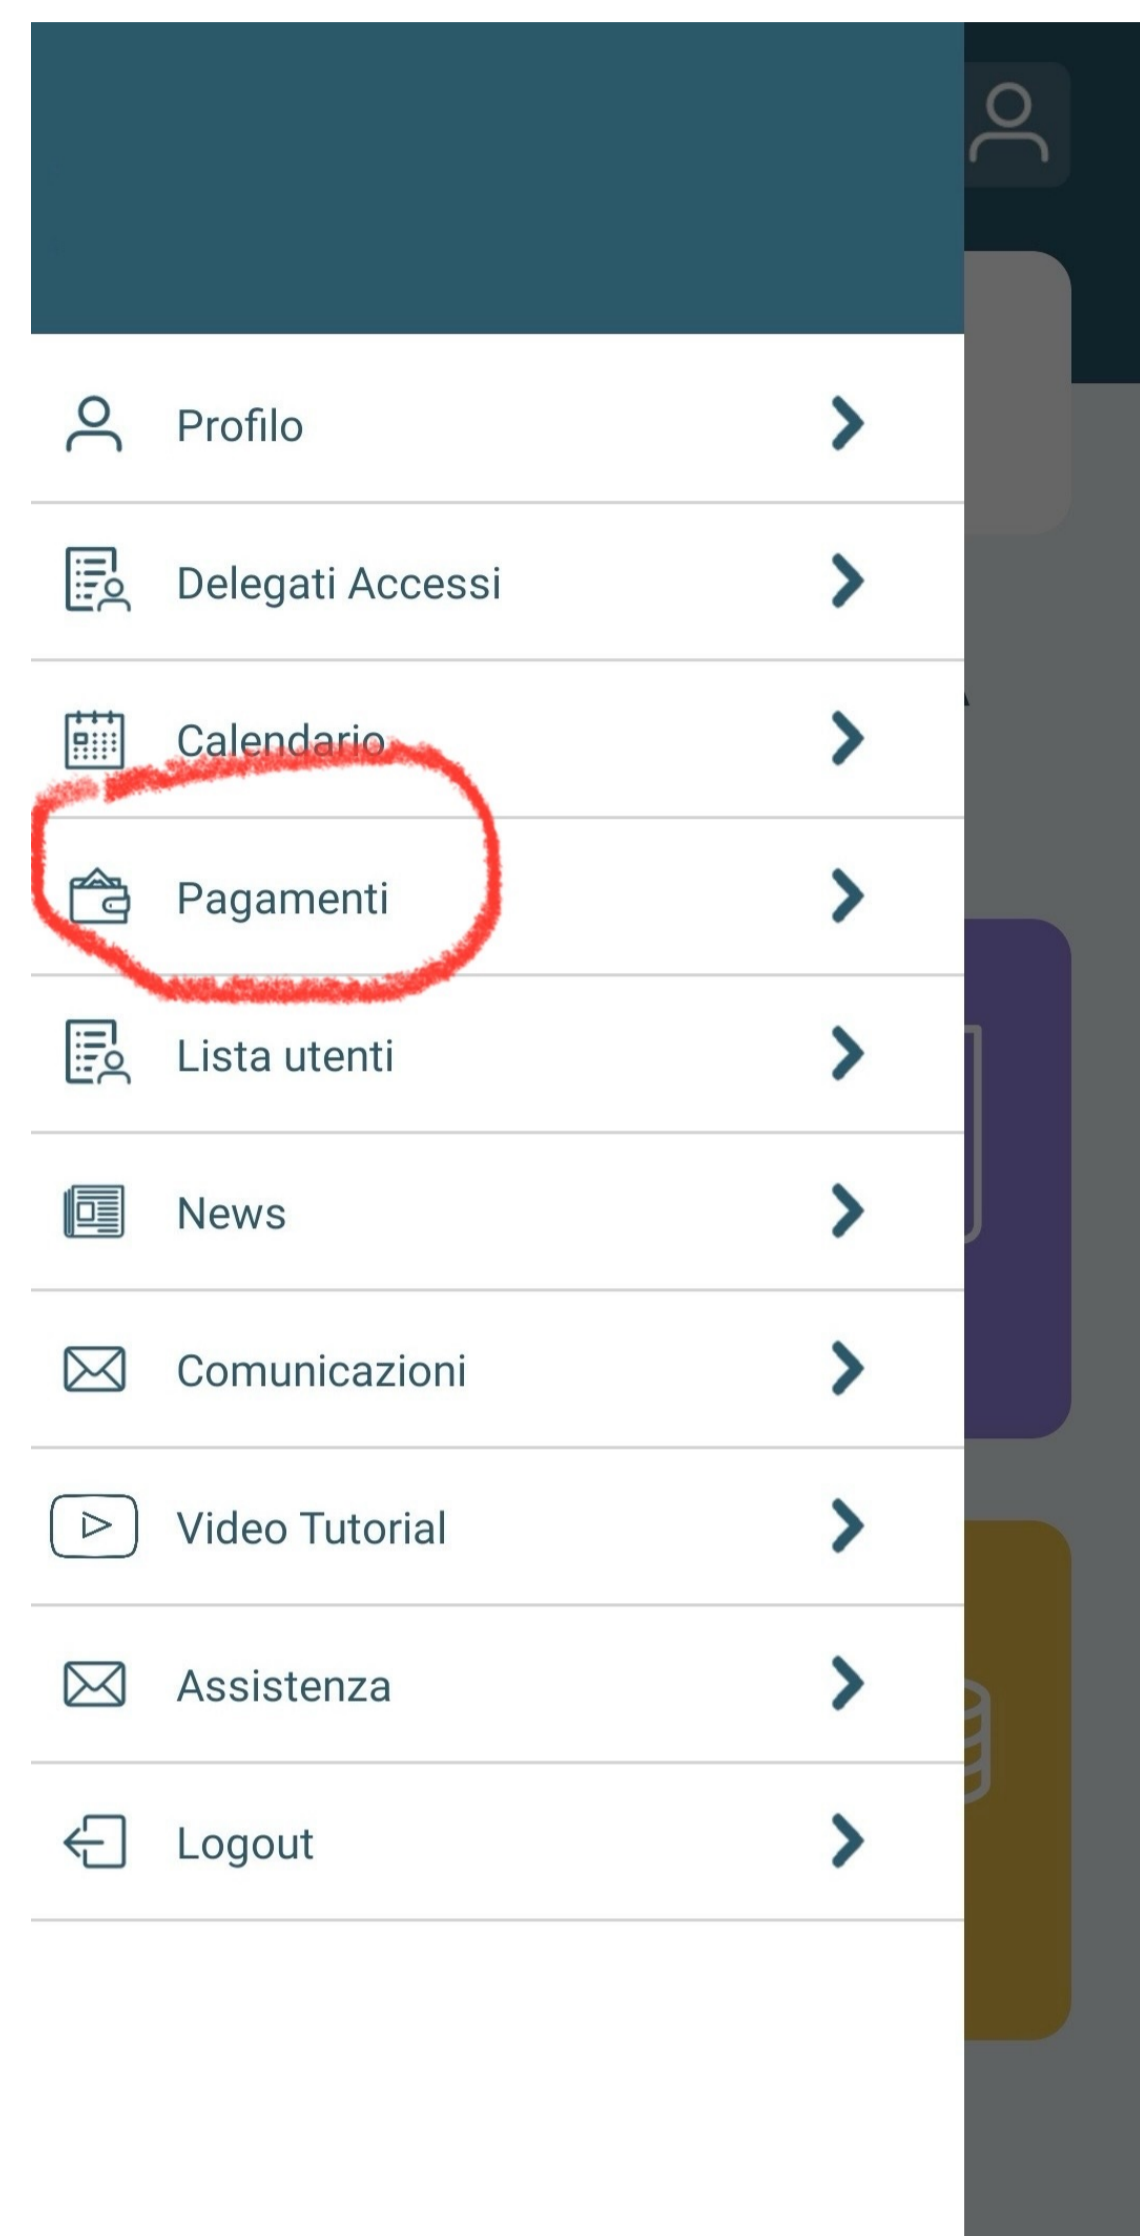 Profilo
Delegati Accessi
Calendario
Pagamenti
Lista utenti
News
Comunicazioni
Video Tutorial
Assistenza
Logout